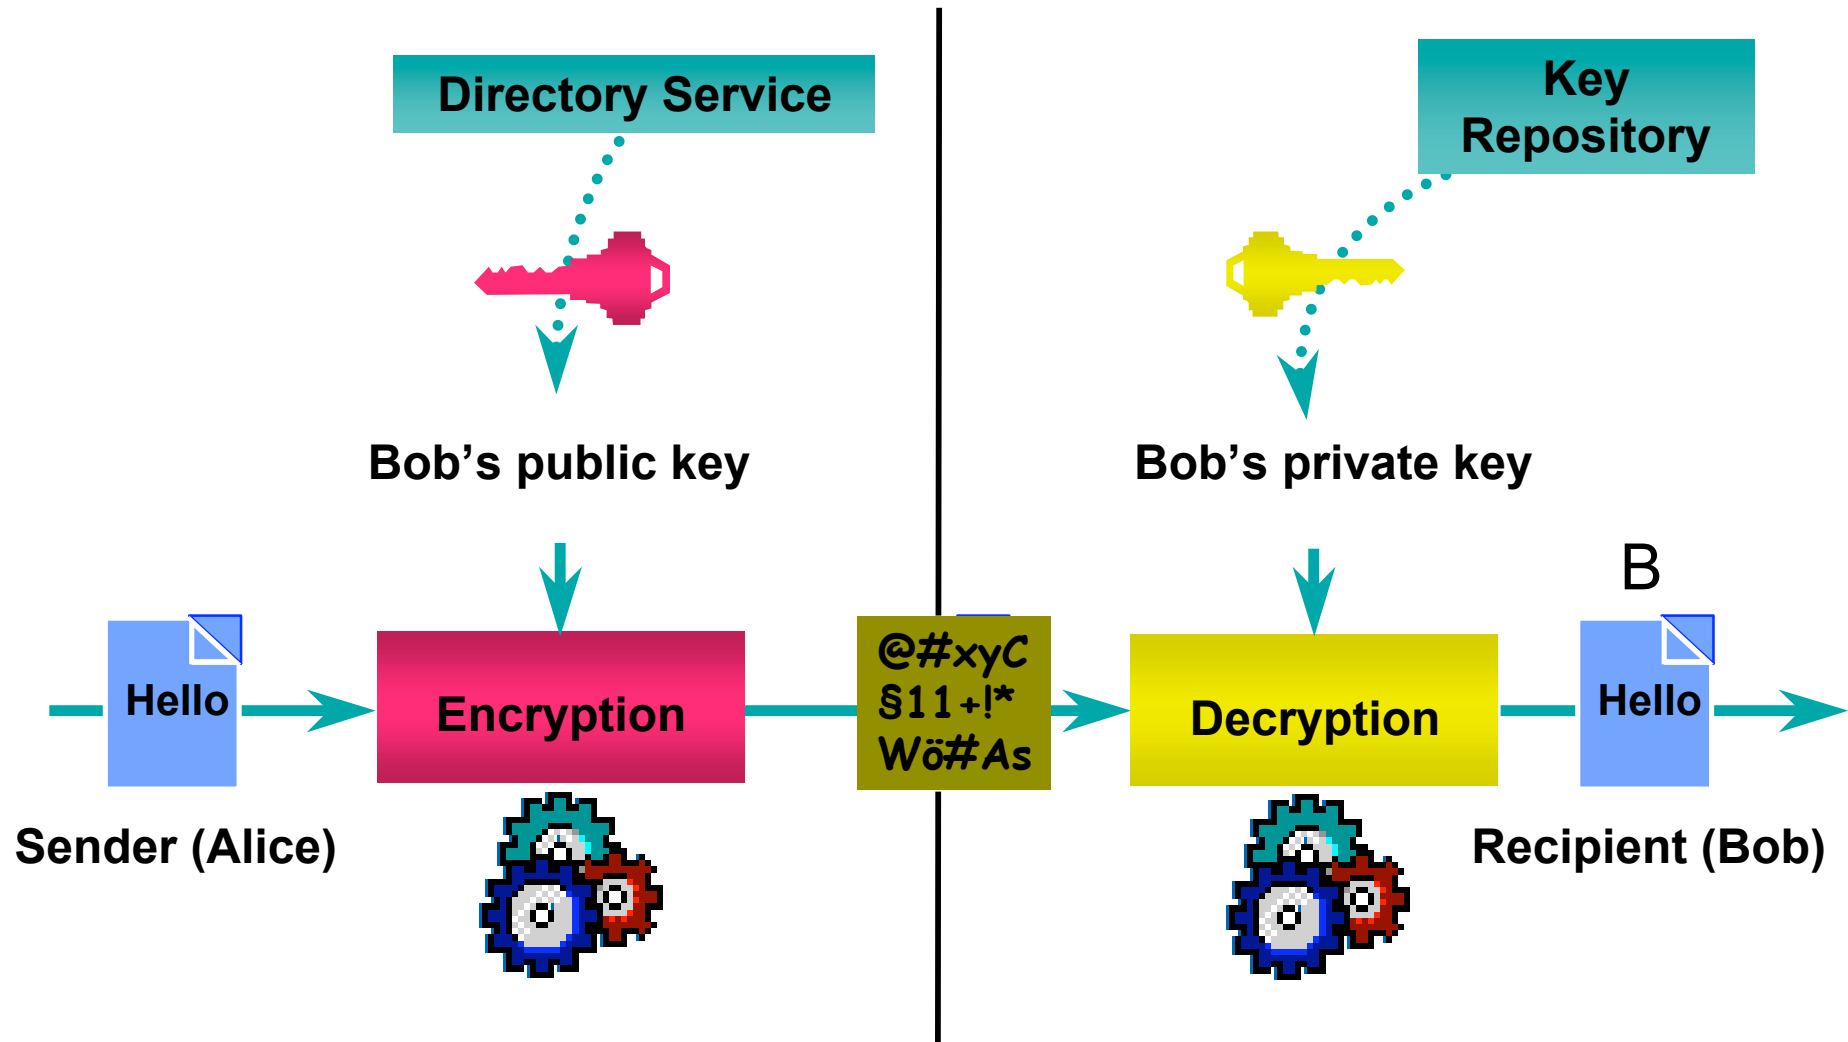 Directory Service
Key
Repository
Bob’s public key
Bob’s private key
B
Hello
Encryption
@#xyC
§11+!*
Wö#As
Decryption
Hello
Sender (Alice)
Recipient (Bob)